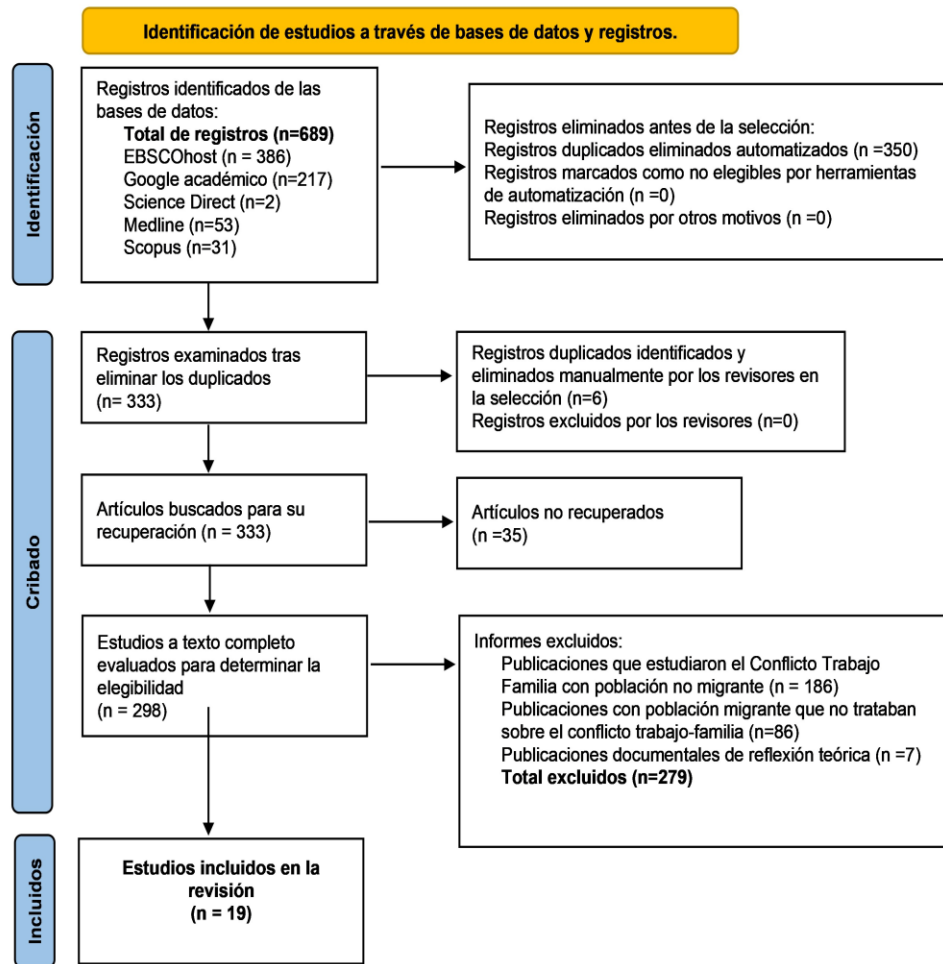 Identificación de estudios a través de bases de datos y registros.
Identificación
Registros identificados de las
bases de datos:
Total de registros (n=689)
EBSCOhost (n = 386)
Google académico (n=217)
Science Direct (n=2)
Medline (n=53)
Scopus (n=31)
Registros eliminados antes de la selección:
Registros duplicados eliminados automatizados (n =350)
Registros marcados como no elegibles por herramientas
de automatización (n =0)
Registros eliminados por otros motivos (n =0)
Cribado
Registros examinados tras
eliminar los duplicados
(n= 333)
Registros duplicados identificados y
eliminados manualmente por los revisores en
la selección (n=6)
Registros excluidos por los revisores (n=0)
Artículos buscados para su
recuperación (n = 333)
Artículos no recuperados
(n =35)
Estudios a texto completo
evaluados para determinar la
elegibilidad
(n = 298)
Informes excluidos:
Publicaciones que estudiaron el Conflicto Trabajo
Familia con población no migrante (n = 186)
Publicaciones con población migrante que no trataban
sobre el conflicto trabajo-familia (n=86)
Publicaciones documentales de reflexión teórica (n =7)
Total excluidos (n=279)
Incluidos
Estudios incluidos en la
revisión
(n = 19)